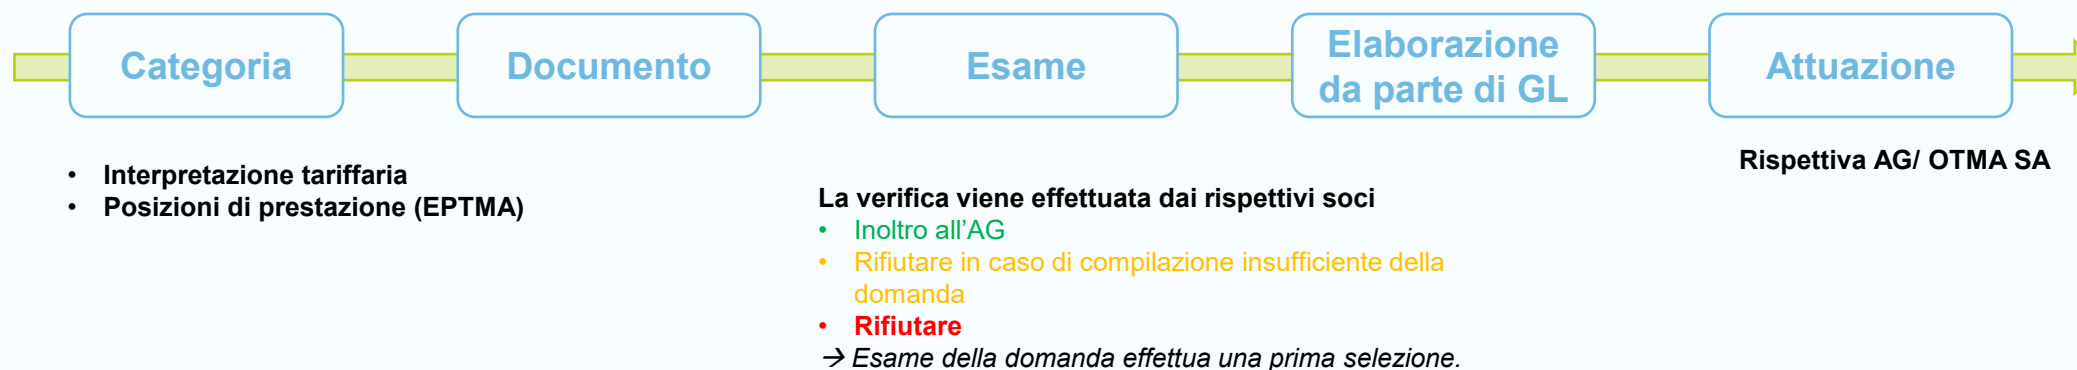 Categoria
Documento
Esame
Elaborazione
da parte di GL
Attuazione
• Interpretazione tariffaria
• Posizioni di prestazione (EPTMA)
La verifica viene effettuata dai rispettivi soci
• Inoltro all'AG
• Rifiutare in caso di compilazione insufficiente della
domanda
• Rifiutare
→ Esame della domanda effettua una prima selezione.
Rispettiva AG/ OTMA SA